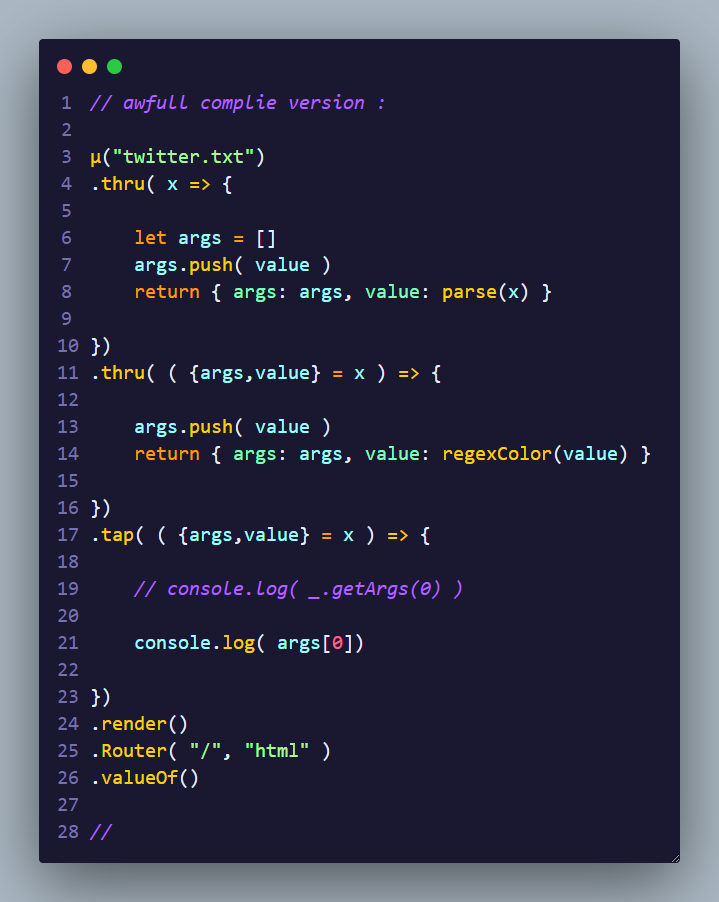 1 // awfull complie version :
2
3 µ("twitter.txt")
4 .thru( x => {
5
6     let args = []
7     args.push( value )
8     return { args: args, value: parse(x) }
9
10 })
11 .thru( ( {args,value} = x ) => {
12
13     args.push( value )
14     return { args: args, value: regexColor(value) }
15
16 })
17 .tap( ( {args,value} = x ) => {
18
19     // console.log( _.getArgs(0) )
20
21     console.log( args[0])
22
23 })
24 .render()
25 .Router( "/", "html" )
26 .valueOf()
27
28 //